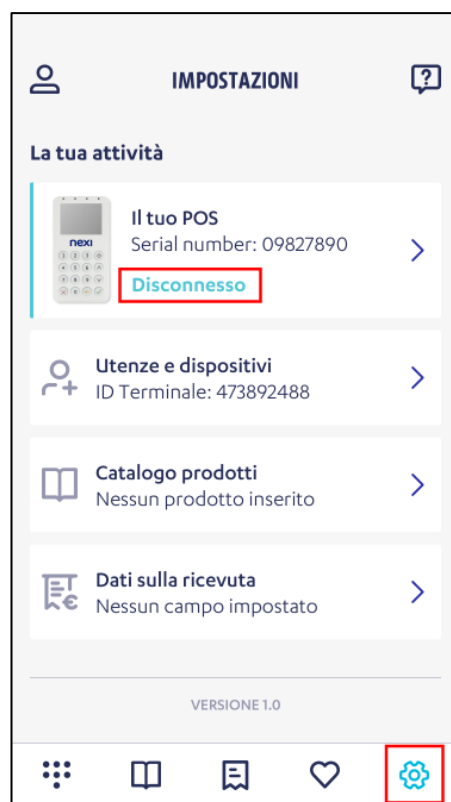 IMPOSTAZIONI
La tua attività
nexi
Il tuo POS
Serial number: 09827890
Disconnesso
Utenze e dispositivi
ID Terminale: 473892488
Catalogo prodotti
Nessun prodotto inserito
Dati sulla ricevuta
Nessun campo impostato
VERSIONE 1.0